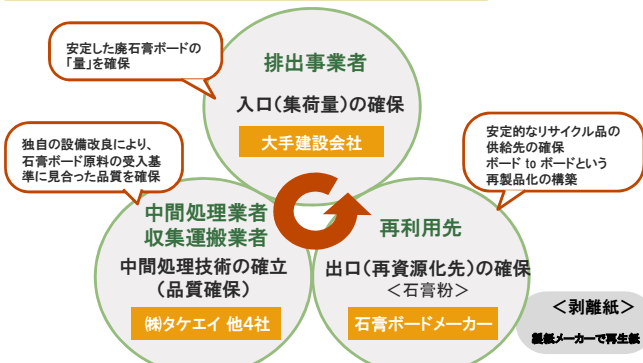 安定した廃石膏ボードの
「量」を確保
排出事業者
入口(集荷量)の確保
大手建設会社
独自の設備改良により、
石膏ボード原料の受入基
準に見合った品質を確保
安定的なリサイクル品の
供給先の確保
ボード to ボードという
再製品化の構築
中間処理業者
収集運搬業者
中間処理技術の確立
(品質確保)
㈱タケエイ 他4社
再利用先
出口(再資源化先)の確保
<石膏粉>
石膏ボードメーカー
<剥離紙>
製紙メーカーで再生紙